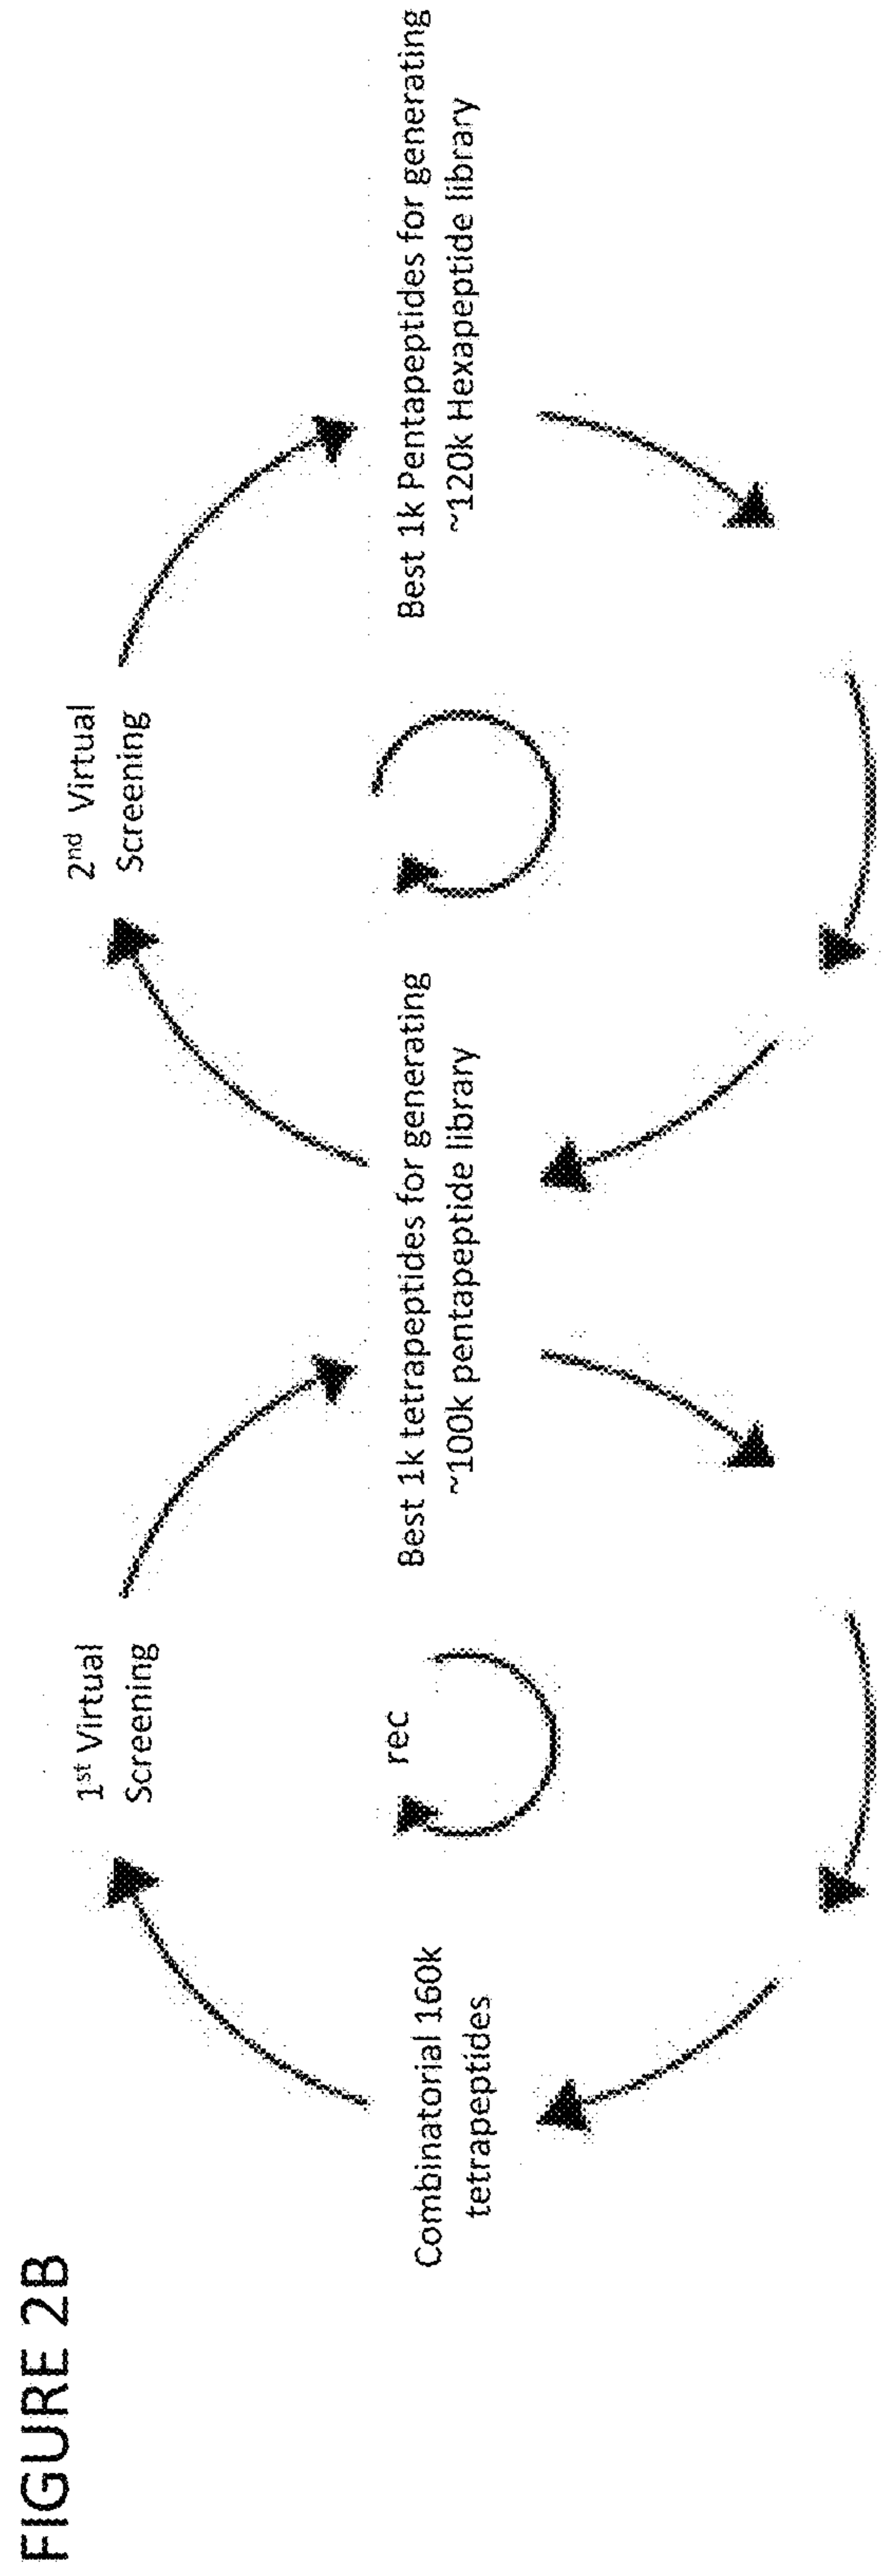 FIGURE 2B
1st Virtual
Screening
2nd Virtual
Screening
Combinatorial 160k
tetrapeptides
rec
Best 1k tetrapeptides for generating
~100k pentapeptide library
Best 1k Pentapeptides for generating
~120k Hexapeptide library